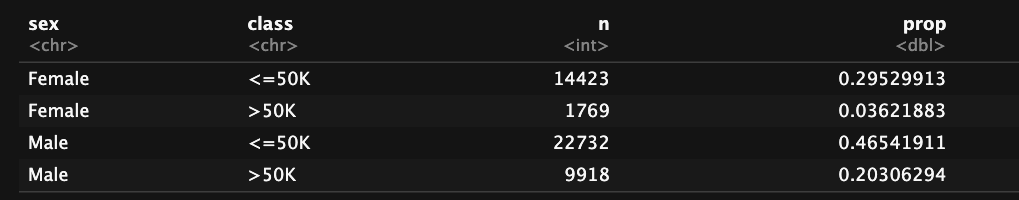 sex class n prop
<chr> <chr> <int> <dbl>
Female <=50K 14423 0.29529913
Female >50K 1769 0.03621883
Male <=50K 22732 0.46541911
Male >50K 9918 0.20306294